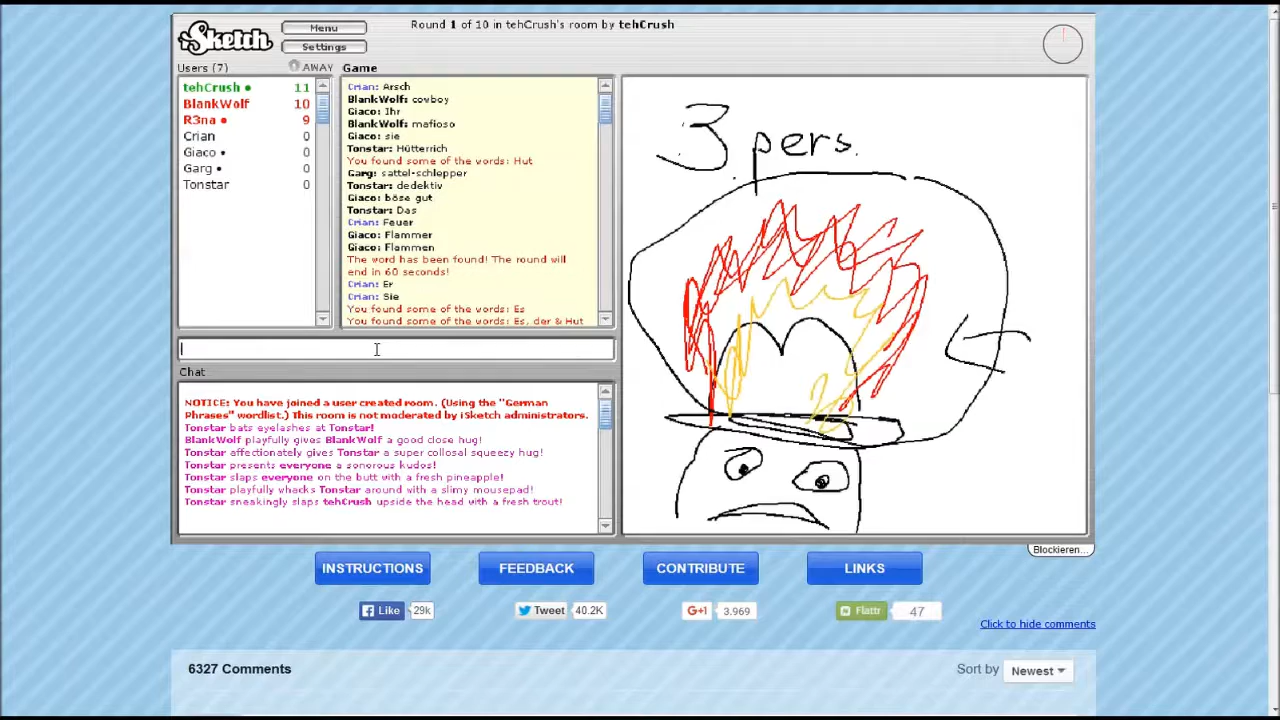 iSketch
Menu
Settings
Round 1 of 10 in tehCrush's room by tehCrush
Users (7)
AWAY
tehCrush 11
BlankWolf 10
R3na 9
Crian 0
Giaco 0
Garg 0
Tonstar 0
Game
Crian: Arsch
BlankWolf: cowboy
Giaco: Ihr
BlankWolf: mafioso
Giaco: sie
Tonstar: Hütterrich
You found some of the words: Hut
Garg: sattel-schlepper
Tonstar: dedektiv
Giaco: böse gut
Tonstar: Das
Crian: Feuer
Giaco: Flammer
Giaco: Flammen
The word has been found! The round will
end in 60 seconds!
Crian: Er
Crian: Sie
You found some of the words: Es
You found some of the words: Es, der & Hut
3 pers.
Chat
NOTICE: You have joined a user created room. (Using the "German
Phrases" wordlist.) This room is not moderated by iSketch administrators.
Tonstar bats eyelashes at Tonstar!
BlankWolf playfully gives BlankWolf a good close hug!
Tonstar affectionately gives Tonstar a super collosal squeezy hug!
Tonstar presents everyone a sonorous kudos!
Tonstar slaps everyone on the butt with a fresh pineapple!
Tonstar playfully whacks Tonstar around with a slimy mousepad!
Tonstar sneakingly slaps tehCrush upside the head with a fresh trout!
Blockieren...
INSTRUCTIONS
FEEDBACK
CONTRIBUTE
LINKS
Like 29k
Tweet 40.2K
G+1 3.969
Flattr 47
Click to hide comments
6327 Comments
Sort by Newest